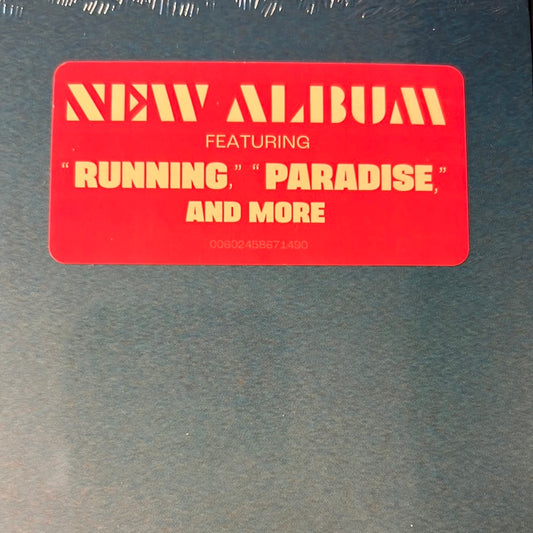 NEW ALBUM
FEATURING
“RUNNING,” “PARADISE,”
AND MORE
00602458671490